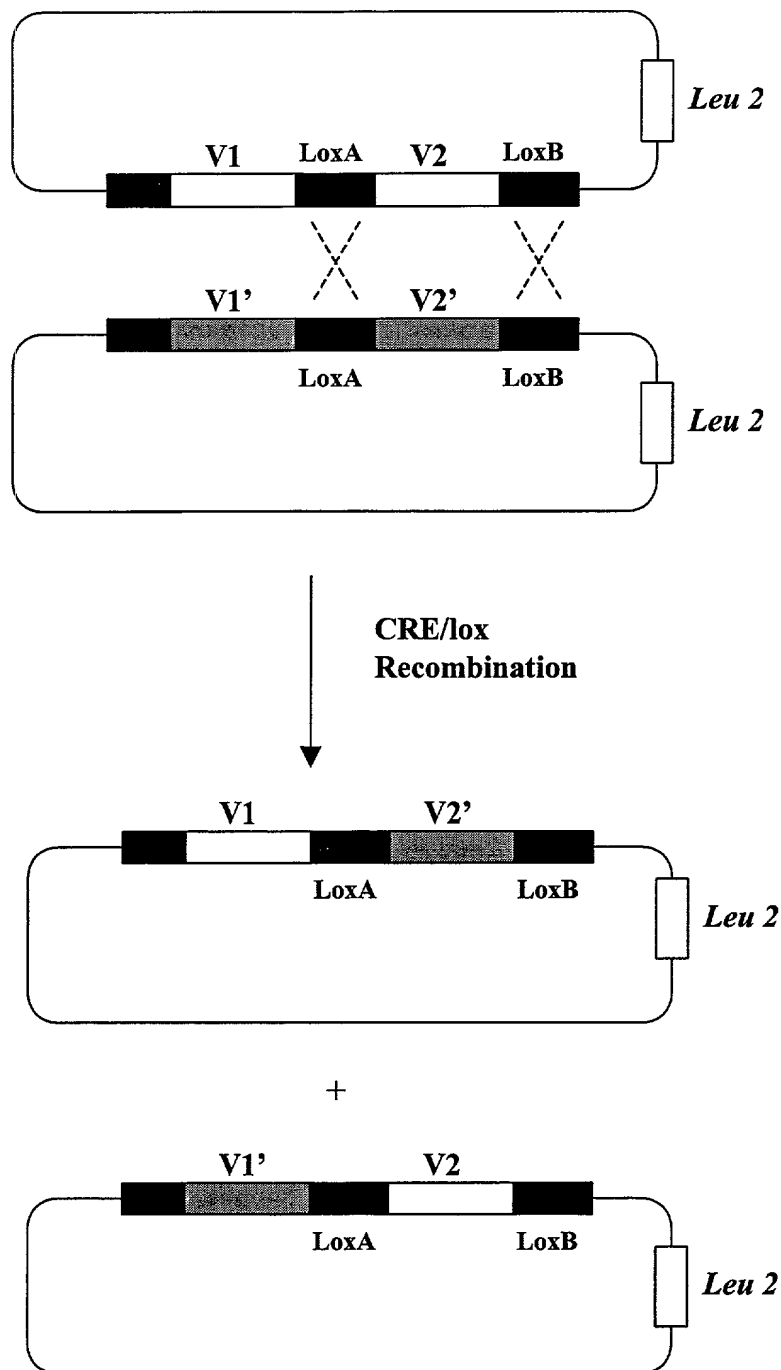 Leu 2
V1 LoxA V2 LoxB
V1’ V2’
LoxA LoxB
Leu 2
CRE/lox
Recombination
V1 V2’
LoxA LoxB
Leu 2
+
V1’ V2
LoxA LoxB
Leu 2